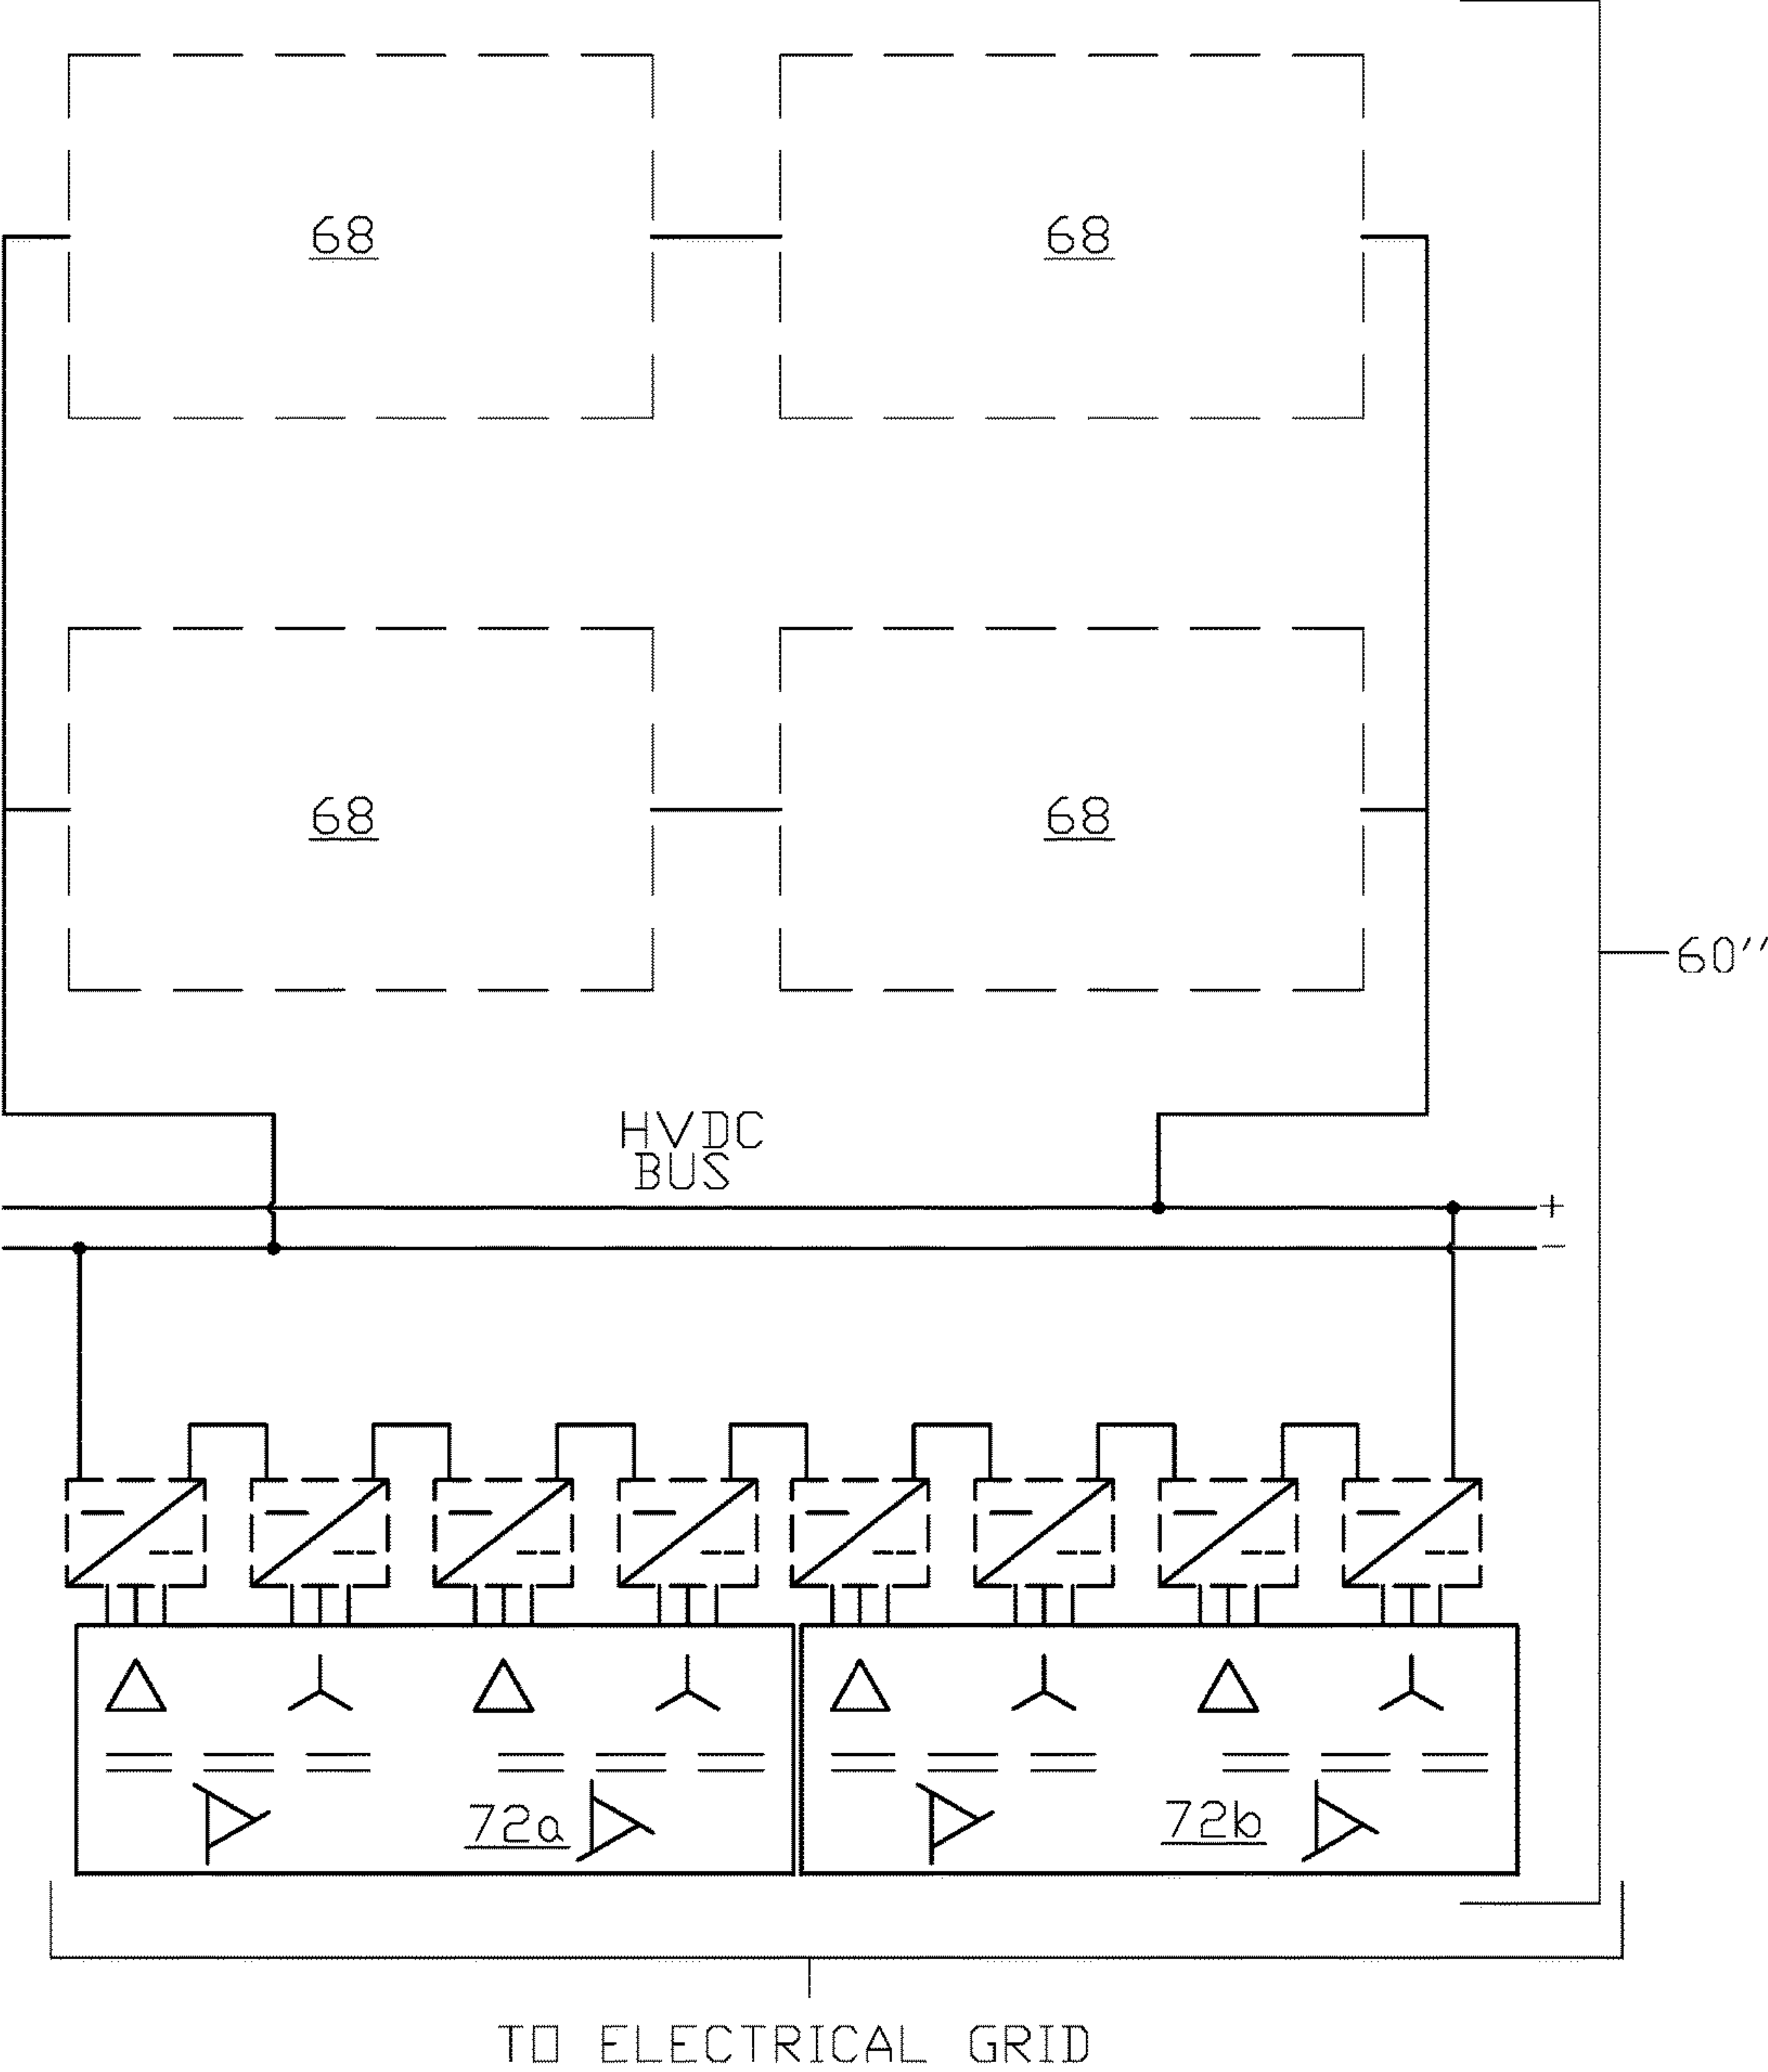 68 68
68 68
60''
HVDC
BUS
+
−
72a 72b
TO ELECTRICAL GRID